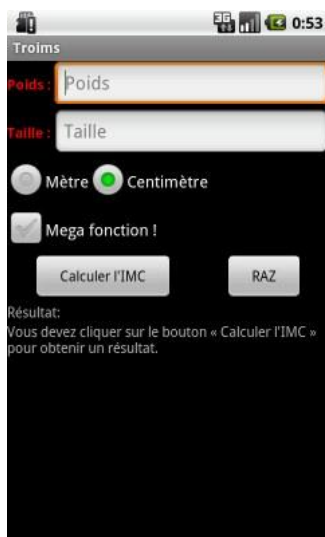 3G 0:53
Troims
Poids : Poids
Taille : Taille
Mètre Centimètre
Mega fonction !
Calculer l'IMC RAZ
Résultat:
Vous devez cliquer sur le bouton « Calculer l'IMC »
pour obtenir un résultat.